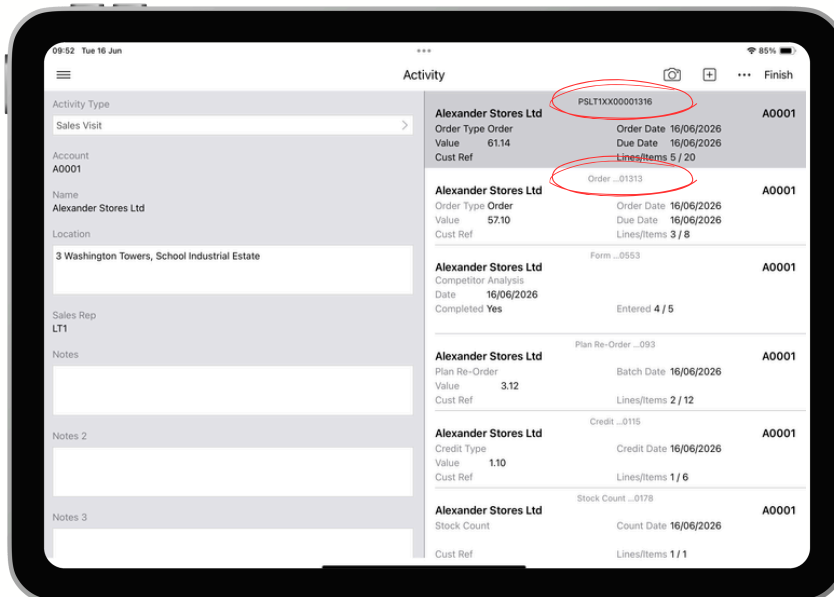 09:52 Tue 16 Jun
85%
Activity
Finish
Activity Type
Sales Visit
Account
A0001
Name
Alexander Stores Ltd
Location
3 Washington Towers, School Industrial Estate
Sales Rep
LT1
Notes
Notes 2
Notes 3
PSLT1XX00001316
Alexander Stores Ltd A0001
Order Type Order Order Date 16/06/2026
Value 61.14 Due Date 16/06/2026
Cust Ref Lines/Items 5 / 20
Order ...01313
Alexander Stores Ltd A0001
Order Type Order Order Date 16/06/2026
Value 57.10 Due Date 16/06/2026
Cust Ref Lines/Items 3 / 8
Form ...0553
Alexander Stores Ltd A0001
Competitor Analysis
Date 16/06/2026
Completed Yes Entered 4 / 5
Plan Re-Order ...093
Alexander Stores Ltd A0001
Plan Re-Order Batch Date 16/06/2026
Value 3.12
Cust Ref Lines/Items 2 / 12
Credit ...0115
Alexander Stores Ltd A0001
Credit Type Credit Date 16/06/2026
Value 1.10
Cust Ref Lines/Items 1 / 6
Stock Count ...0178
Alexander Stores Ltd A0001
Stock Count Count Date 16/06/2026
Cust Ref Lines/Items 1 / 1